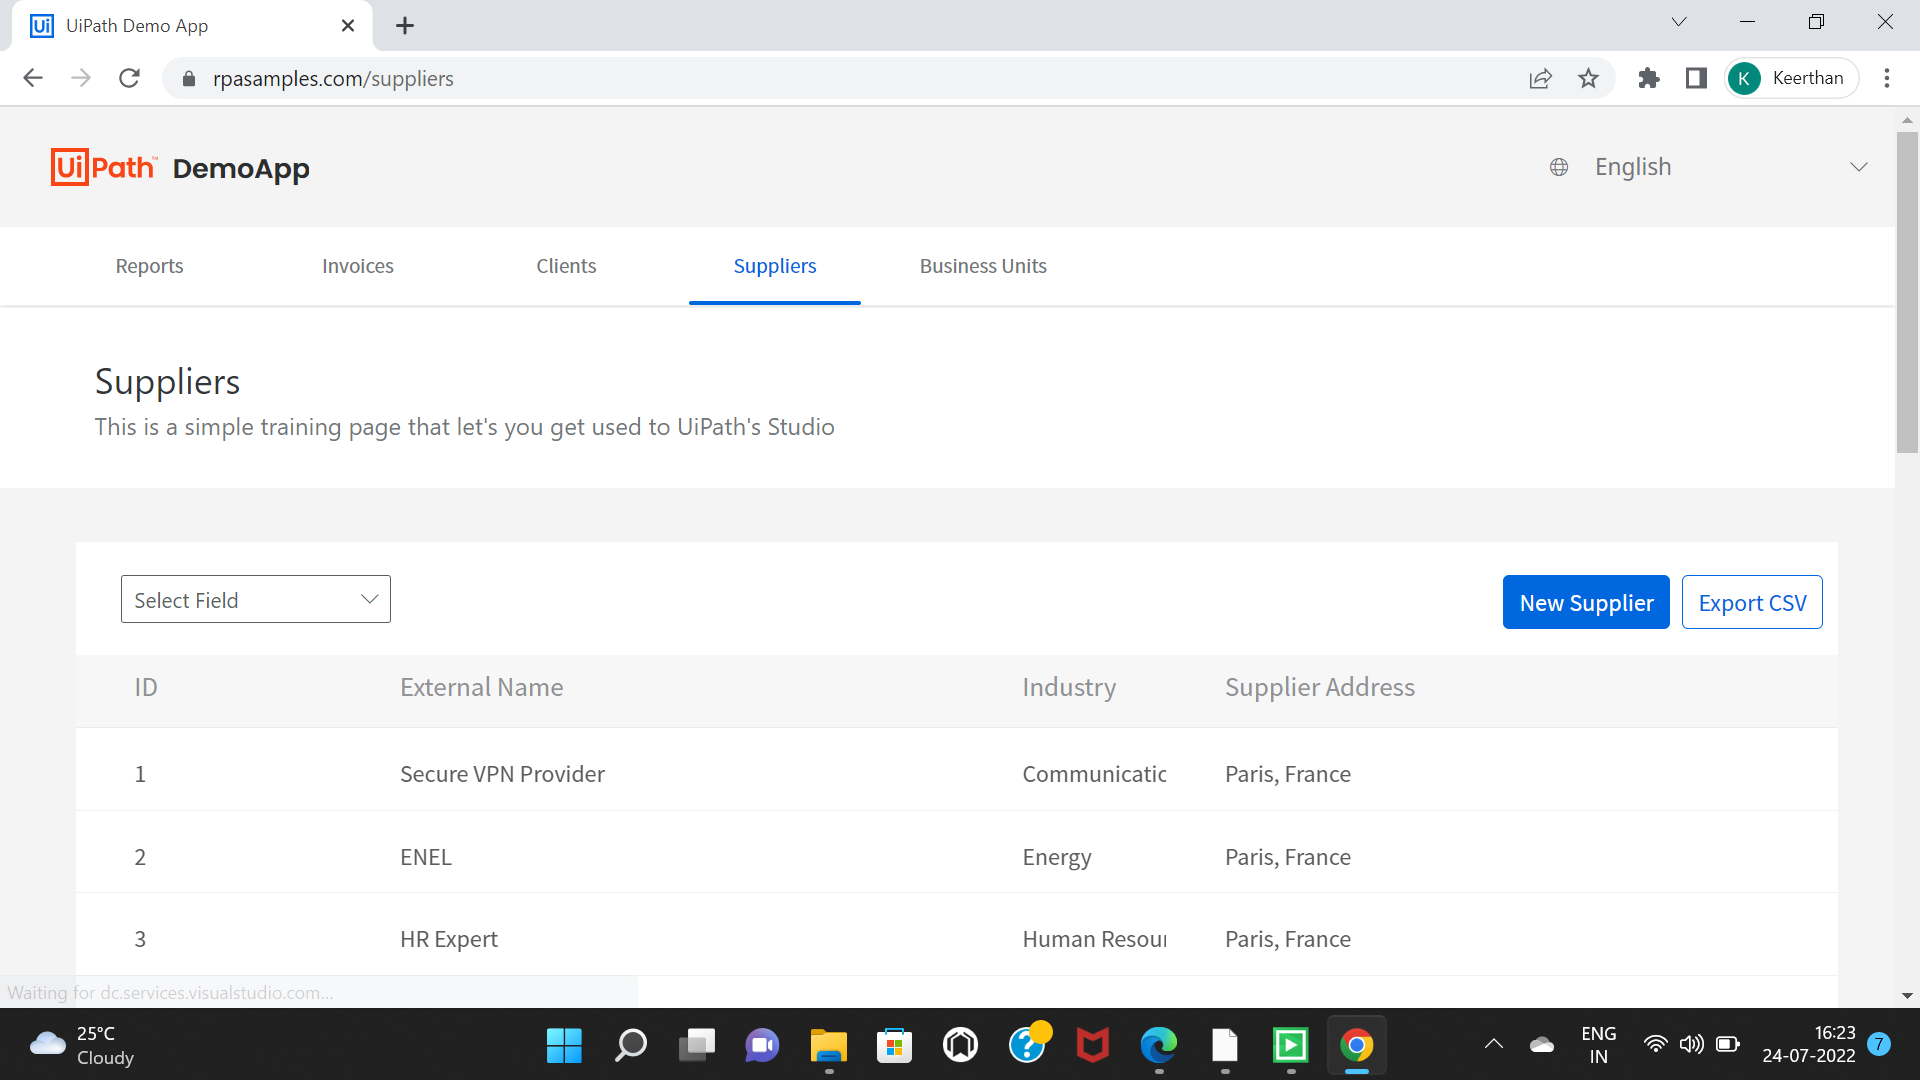 UiPath Demo App
rpasamples.com/suppliers
K Keerthan
UiPath™ DemoApp
English
Reports Invoices Clients Suppliers Business Units
Suppliers
This is a simple training page that let's you get used to UiPath's Studio
Select Field
New Supplier Export CSV
ID External Name Industry Supplier Address
1 Secure VPN Provider Communicatic Paris, France
2 ENEL Energy Paris, France
3 HR Expert Human Resour Paris, France
Waiting for dc.services.visualstudio.com...
25°C
Cloudy
ENG
IN
16:23
24-07-2022
7